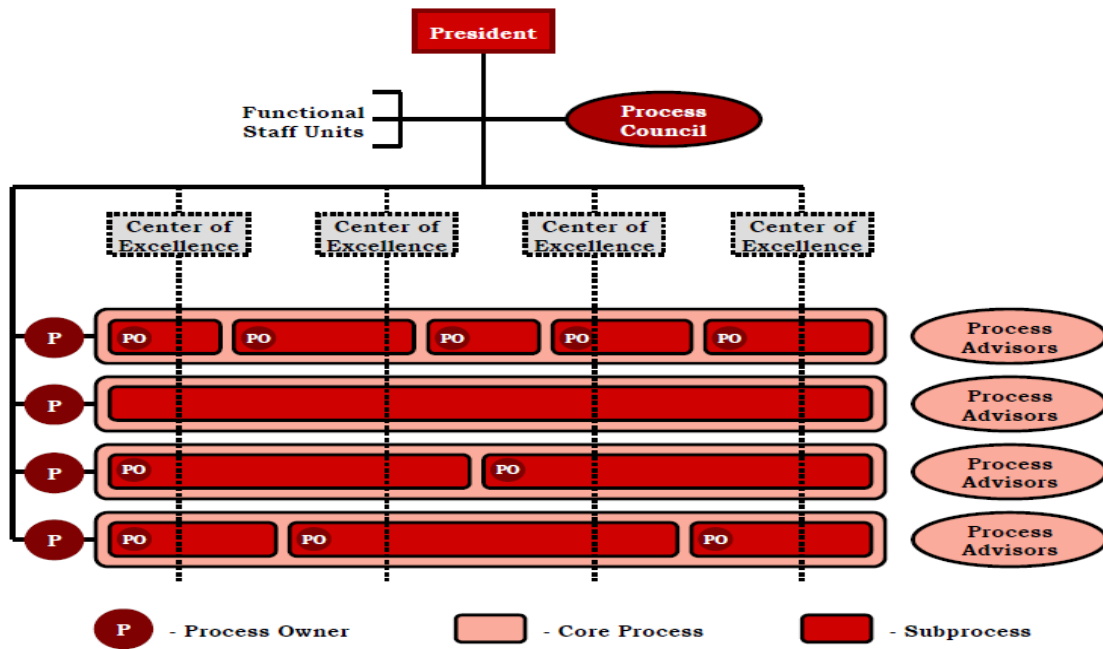 President
Functional
Staff Units
Process
Council
Center of
Excellence
Center of
Excellence
Center of
Excellence
Center of
Excellence
P
PO
PO
PO
PO
PO
Process
Advisors
P
Process
Advisors
P
PO
PO
Process
Advisors
P
PO
PO
PO
Process
Advisors
P - Process Owner
- Core Process
- Subprocess